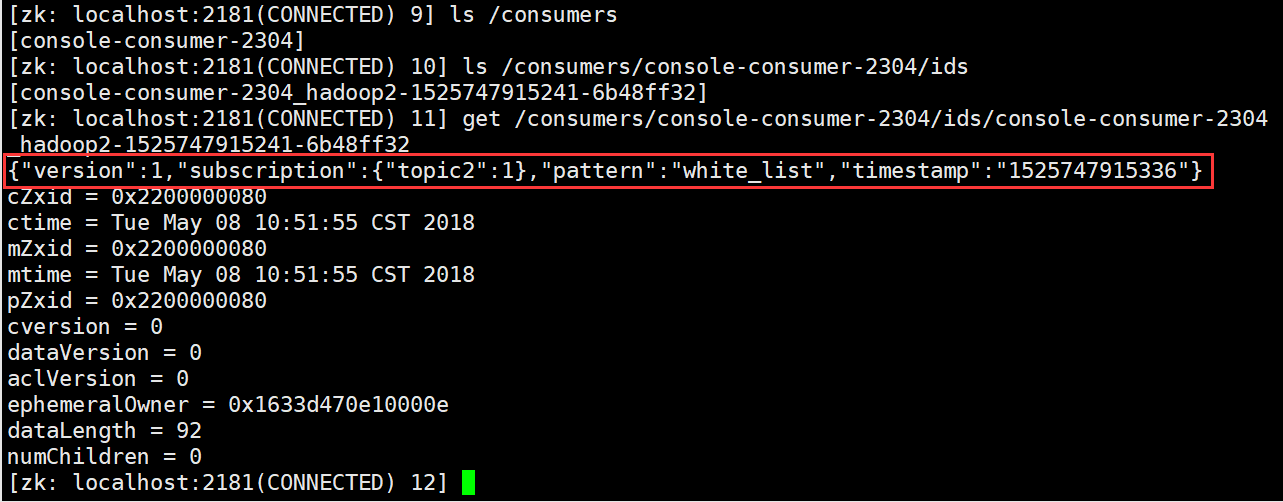 [zk: localhost:2181(CONNECTED) 9] ls /consumers
[console-consumer-2304]
[zk: localhost:2181(CONNECTED) 10] ls /consumers/console-consumer-2304/ids
[console-consumer-2304_hadoop2-1525747915241-6b48ff32]
[zk: localhost:2181(CONNECTED) 11] get /consumers/console-consumer-2304/ids/console-consumer-2304
_hadoop2-1525747915241-6b48ff32
{"version":1,"subscription":{"topic2":1},"pattern":"white_list","timestamp":"1525747915336"}
cZxid = 0x2200000080
ctime = Tue May 08 10:51:55 CST 2018
mZxid = 0x2200000080
mtime = Tue May 08 10:51:55 CST 2018
pZxid = 0x2200000080
cversion = 0
dataVersion = 0
aclVersion = 0
ephemeralOwner = 0x1633d470e10000e
dataLength = 92
numChildren = 0
[zk: localhost:2181(CONNECTED) 12]